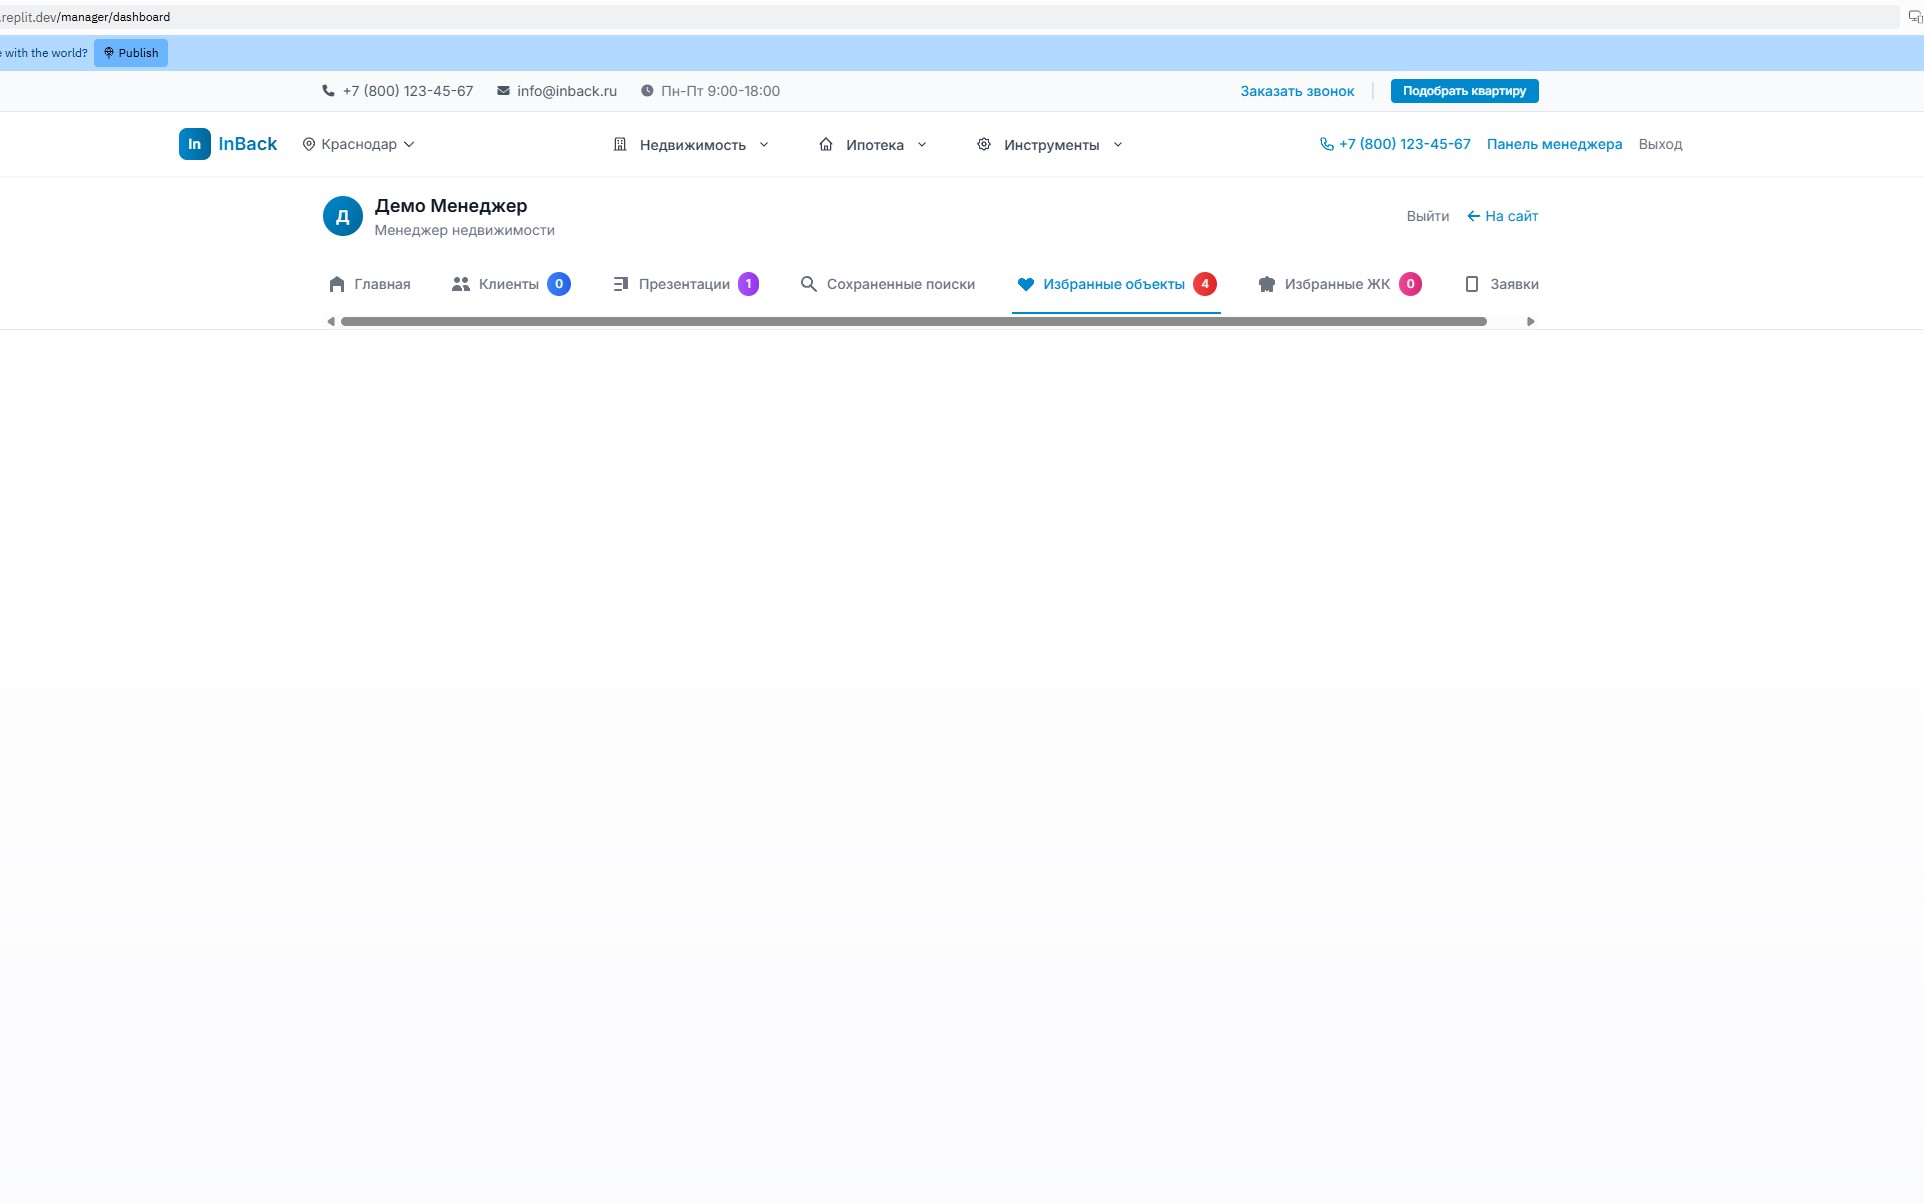 .replit.dev/manager/dashboard
with the world? Publish
+7 (800) 123-45-67 info@inback.ru Пн-Пт 9:00-18:00 Заказать звонок Подобрать квартиру
In InBack Краснодар Недвижимость Ипотека Инструменты +7 (800) 123-45-67 Панель менеджера Выход
Д Демо Менеджер
Менеджер недвижимости
Выйти На сайт
Главная Клиенты 0 Презентации 1 Сохраненные поиски Избранные объекты 4 Избранные ЖК 0 Заявки